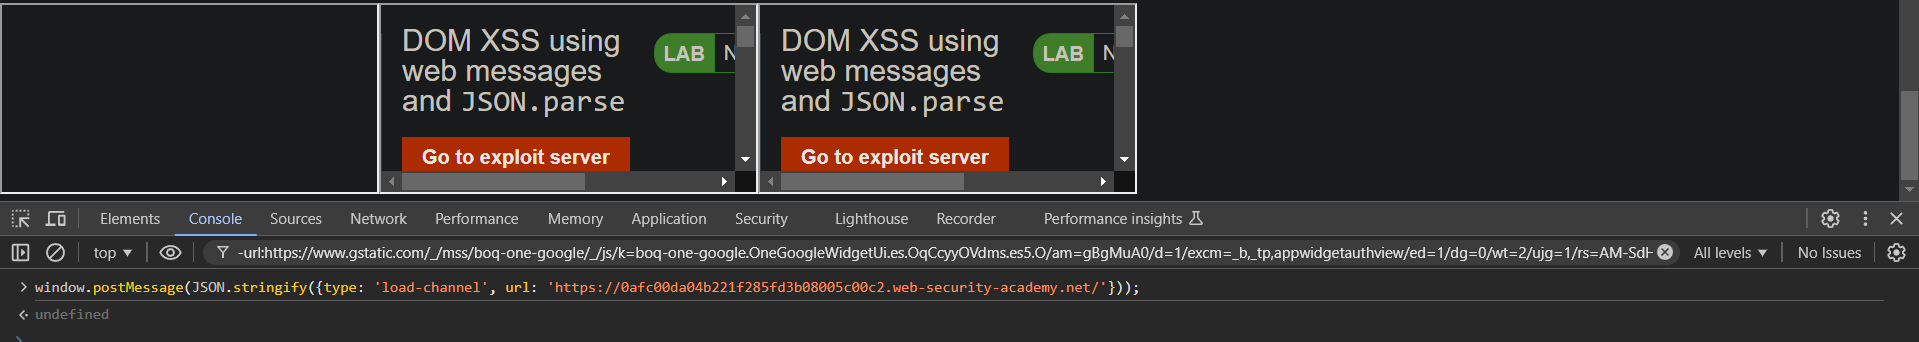 DOM XSS using
web messages
and JSON.parse
LAB N
Go to exploit server
DOM XSS using
web messages
and JSON.parse
LAB N
Go to exploit server
Elements Console Sources Network Performance Memory Application Security Lighthouse Recorder Performance insights
top -url:https://www.gstatic.com/_/mss/boq-one-google/_/js/k=boq-one-google.OneGoogleWidgetUi.es.OqCcyyOVdms.es5.O/am=gBgMuA0/d=1/excm=_b,_tp,appwidgetauthview/ed=1/dg=0/wt=2/ujg=1/rs=AM-SdH All levels No Issues
window.postMessage(JSON.stringify({type: 'load-channel', url: 'https://0afc00da04b221f285fd3b08005c00c2.web-security-academy.net/'}));
undefined